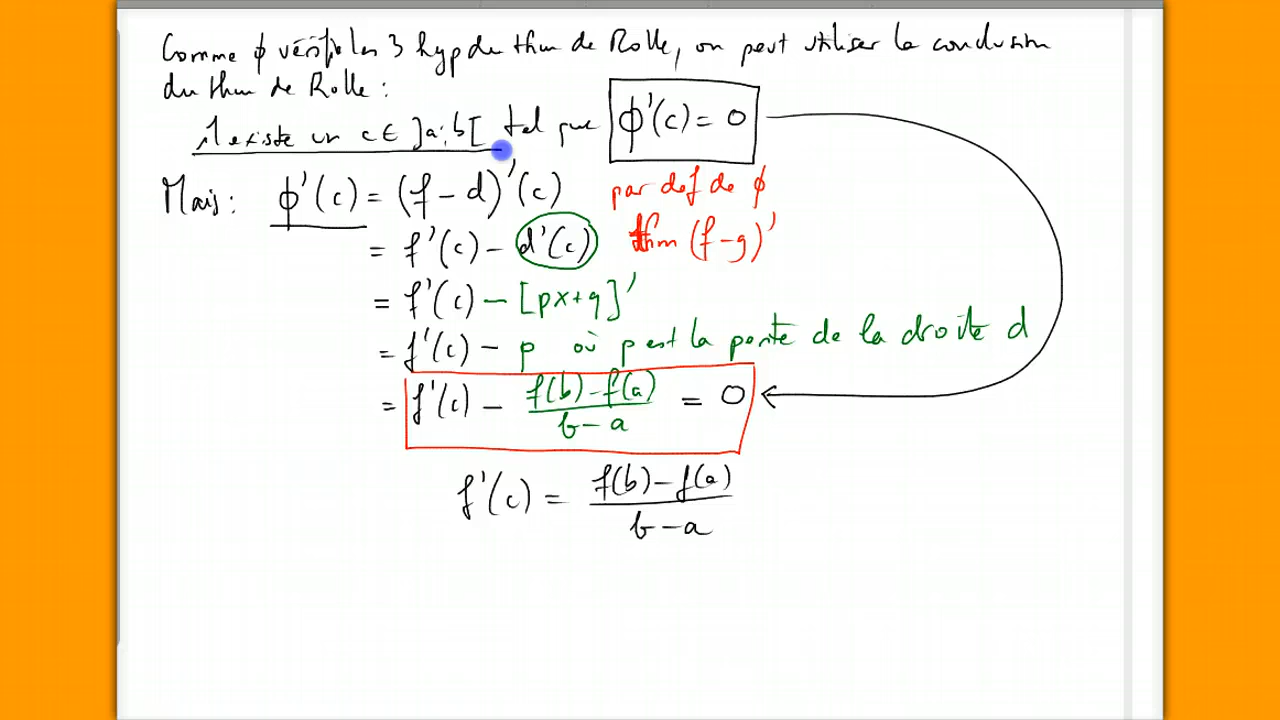 Comme ϕ vérifie les 3 hyp du thm de Rolle, on peut utiliser la conclusion
du thm de Rolle :
il existe un c ∈ ]a;b[ tel que ϕ'(c) = 0
Mais : ϕ'(c) = (f – d)'(c) par def de ϕ
= f'(c) – d'(c) thm (f – g)'
= f'(c) – [px+q]'
= f'(c) – p où p est la pente de la droite d
= f'(c) – (f(b) – f(a))/(b – a) = 0
f'(c) = (f(b) – f(a))/(b – a)